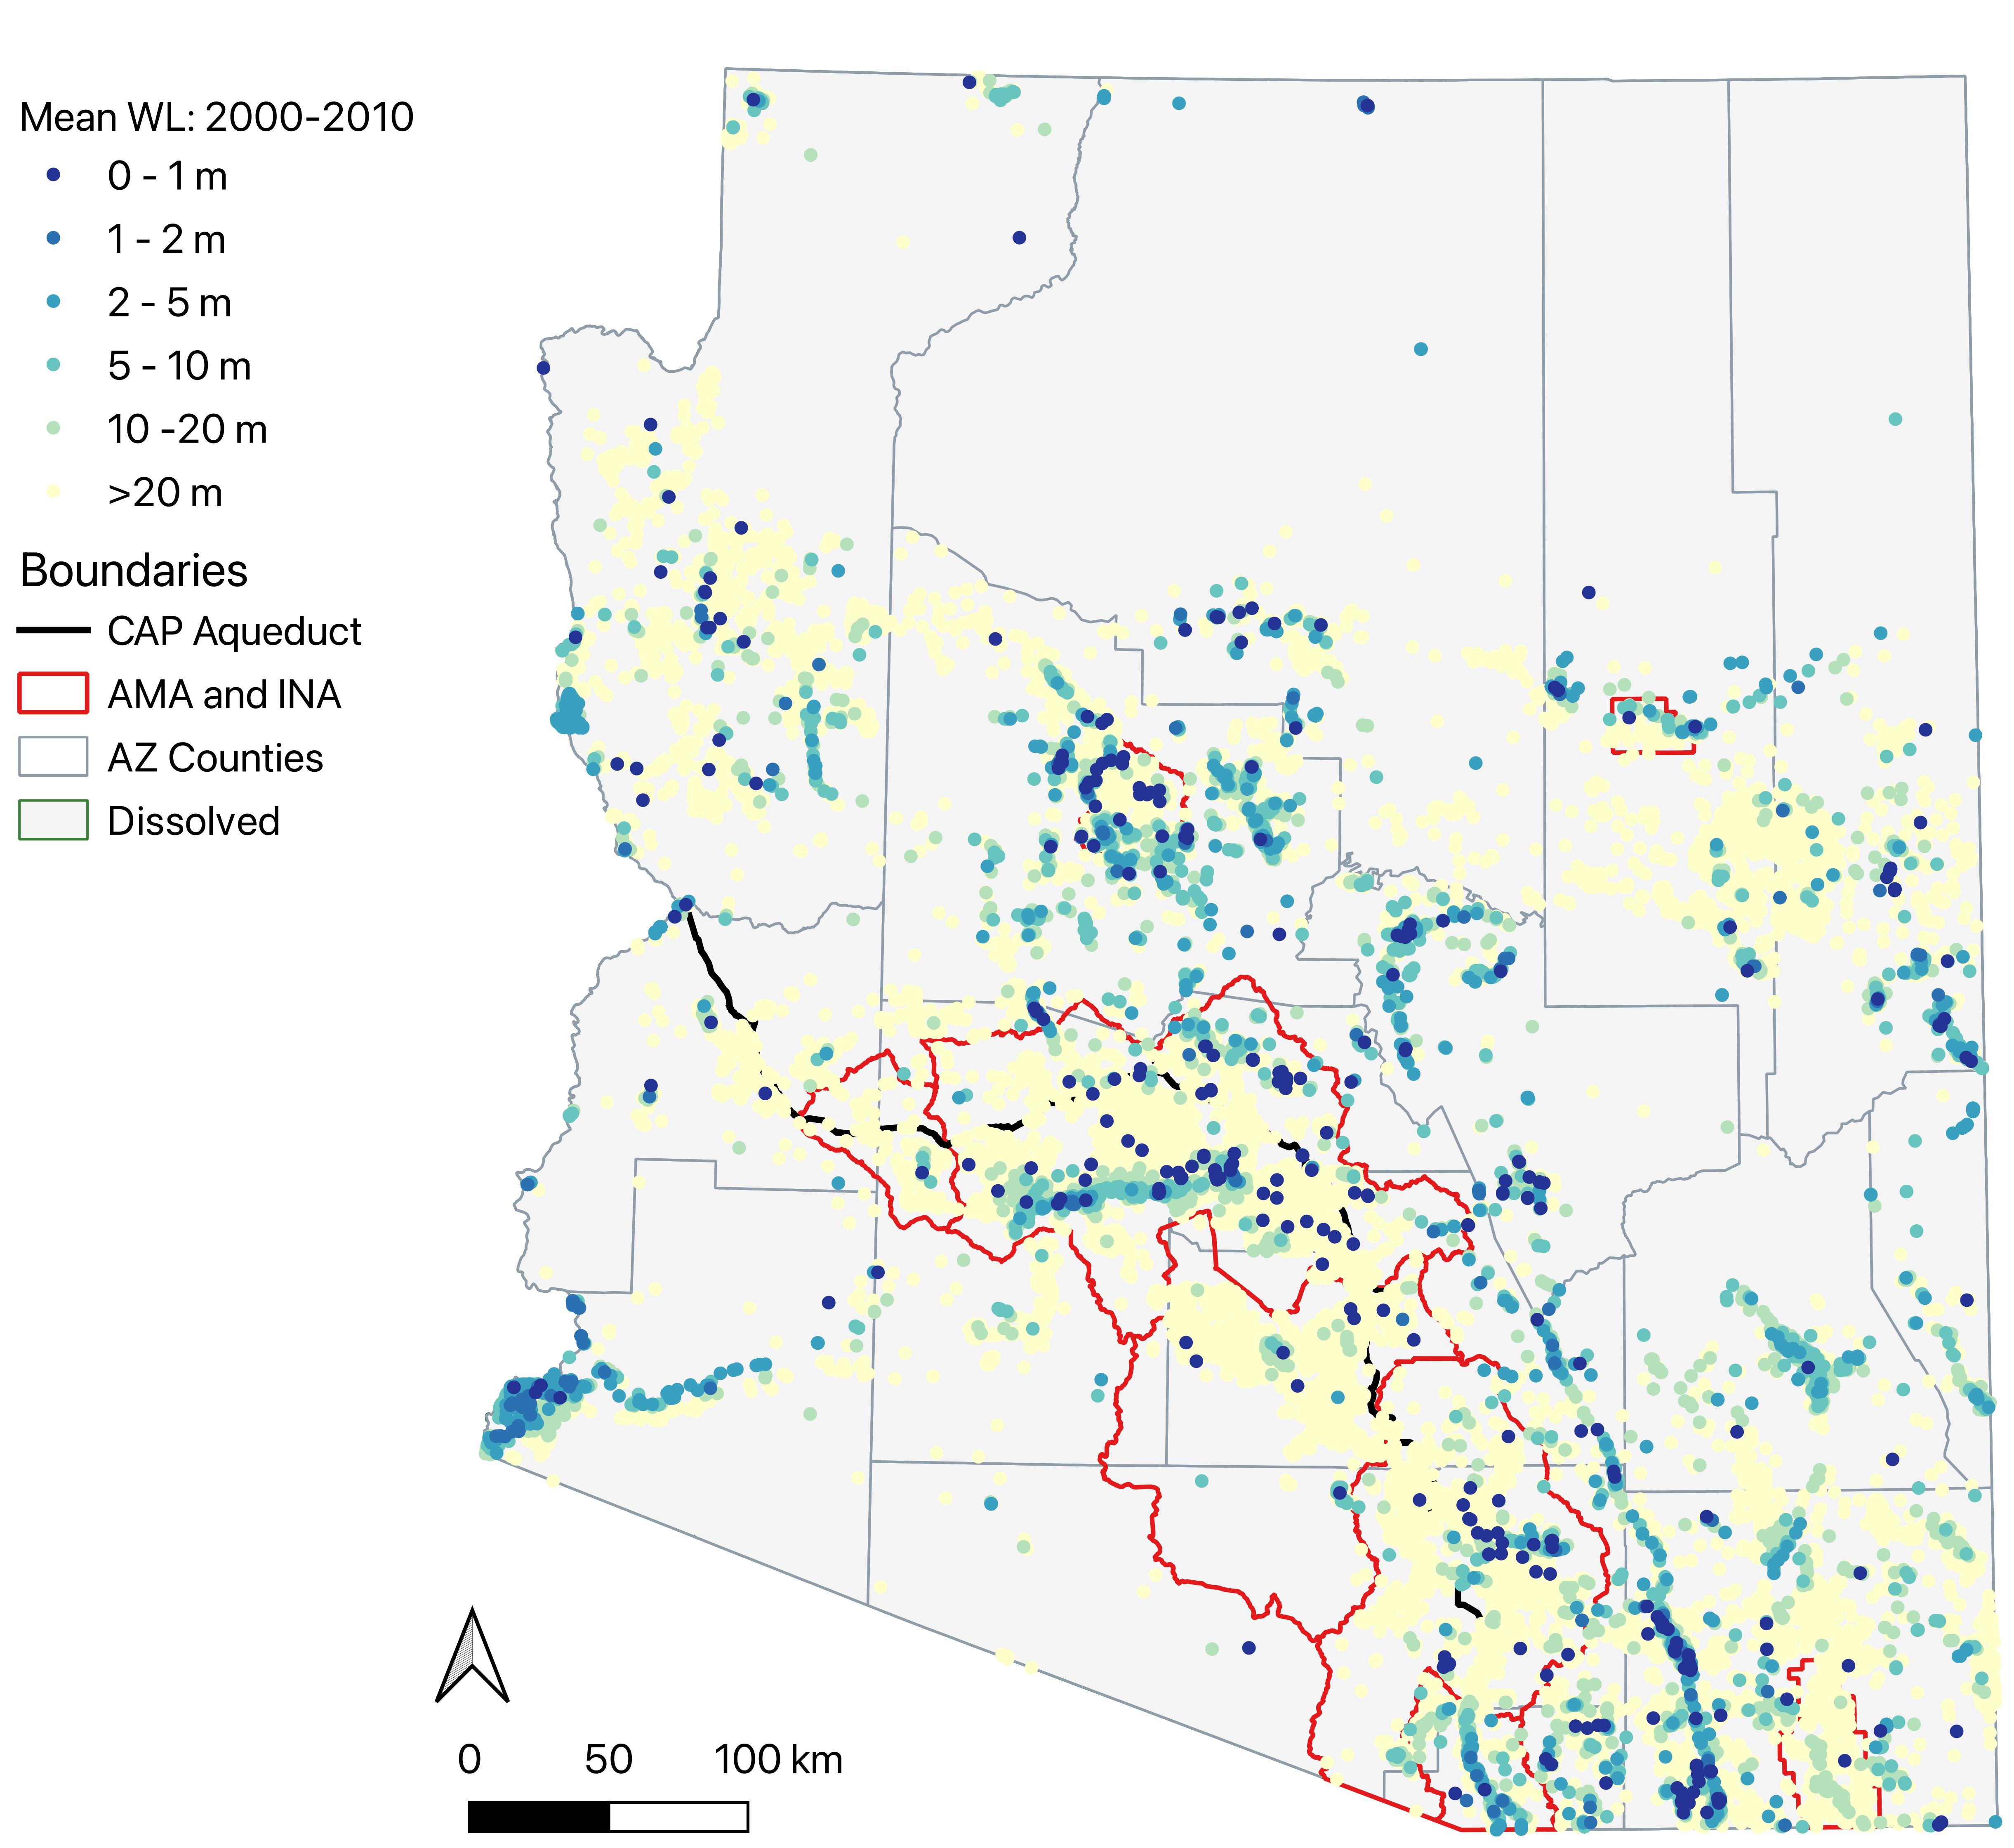 Mean WL: 2000-2010
0 - 1 m
1 - 2 m
2 - 5 m
5 - 10 m
10 -20 m
>20 m
Boundaries
CAP Aqueduct
AMA and INA
AZ Counties
Dissolved
0 50 100 km